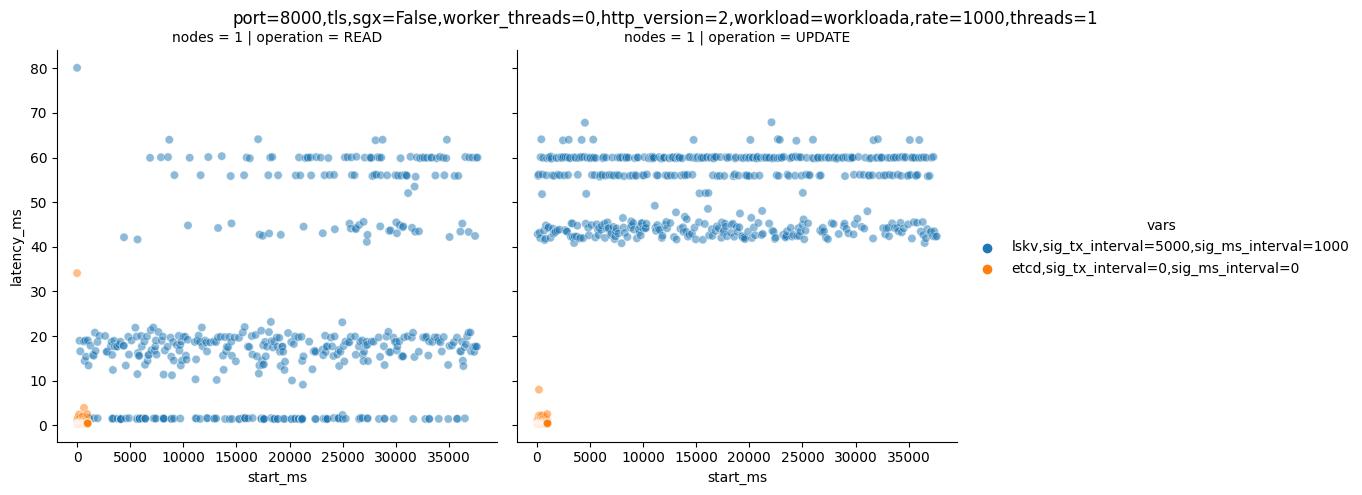 port=8000,tls,sgx=False,worker_threads=0,http_version=2,workload=workloada,rate=1000,threads=1
nodes = 1 | operation = READ
nodes = 1 | operation = UPDATE
latency_ms
80
70
60
50
40
30
20
10
0
0 5000 10000 15000 20000 25000 30000 35000
start_ms
0 5000 10000 15000 20000 25000 30000 35000
start_ms
vars
lskv,sig_tx_interval=5000,sig_ms_interval=1000
etcd,sig_tx_interval=0,sig_ms_interval=0